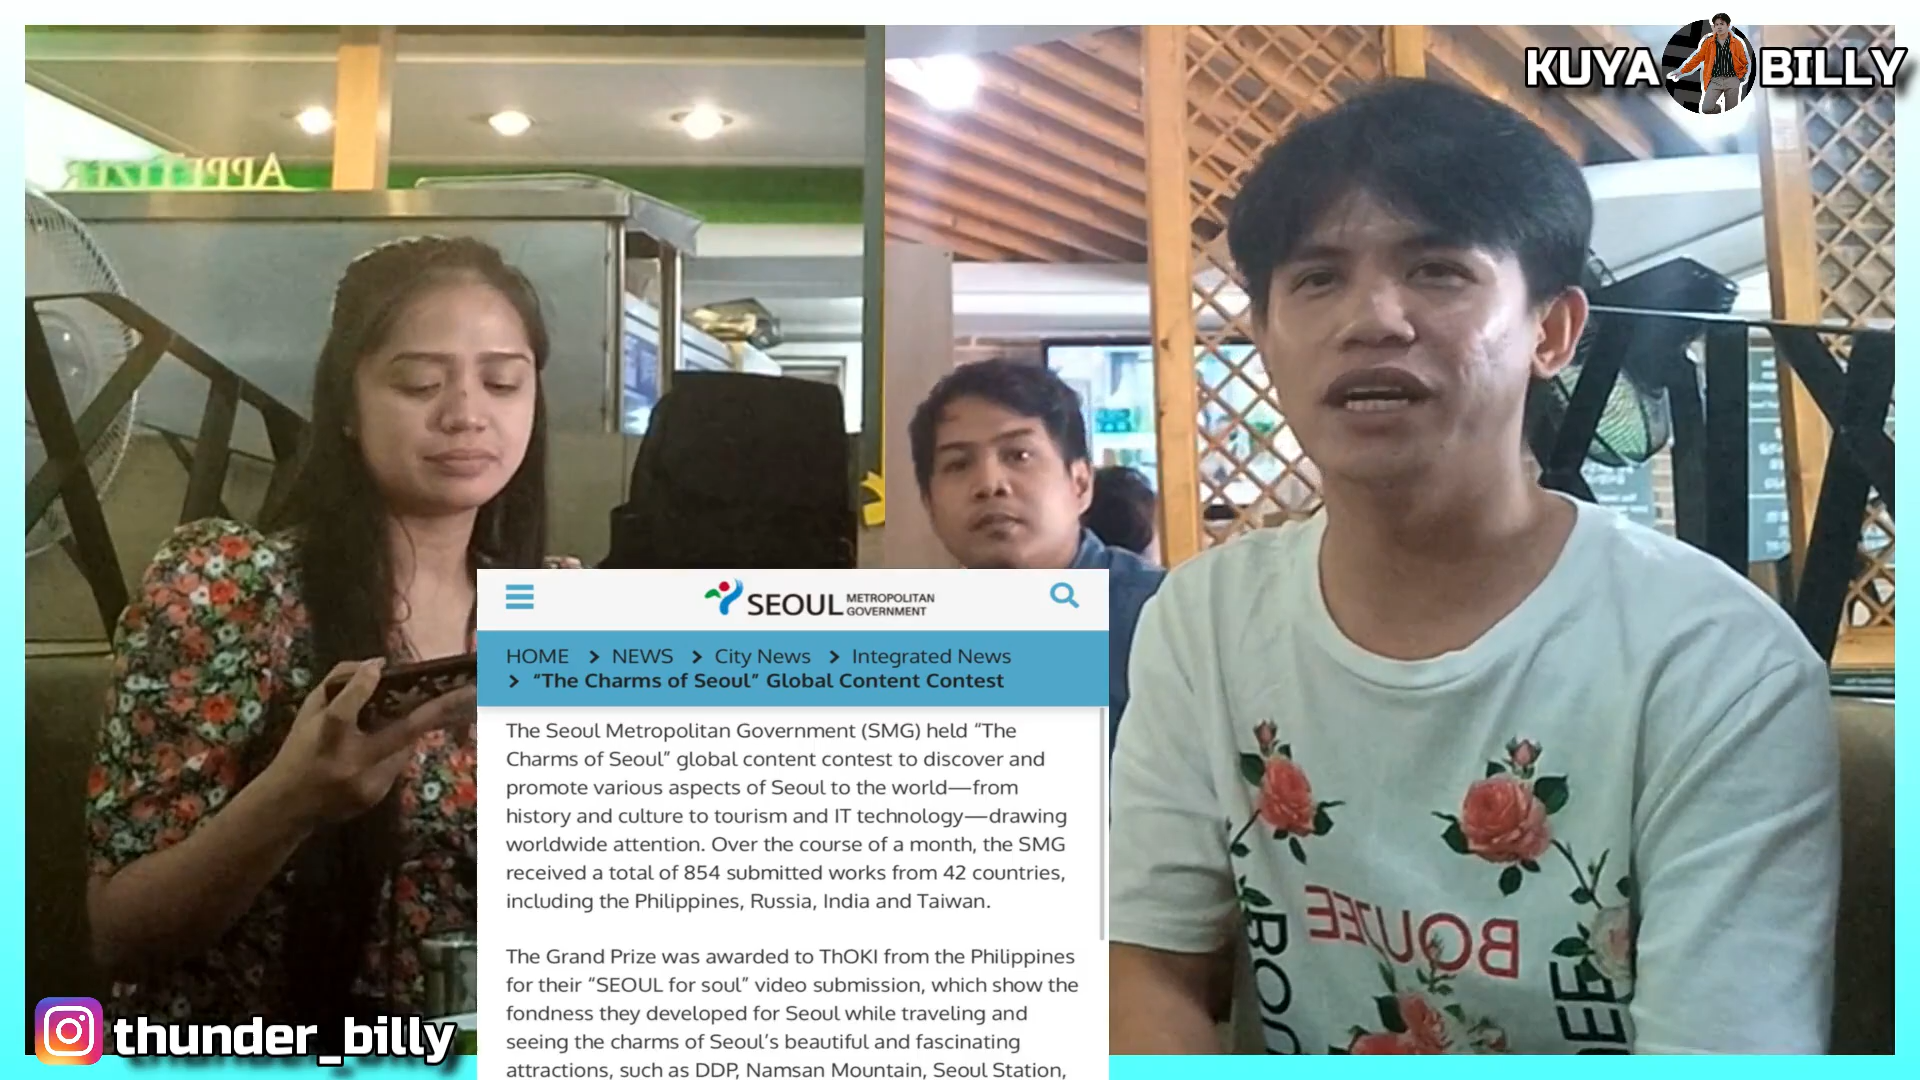 KUYA BILLY
APPETIZER
SEOUL METROPOLITAN
GOVERNMENT
HOME > NEWS > City News > Integrated News
> “The Charms of Seoul” Global Content Contest
The Seoul Metropolitan Government (SMG) held “The
Charms of Seoul” global content contest to discover and
promote various aspects of Seoul to the world—from
history and culture to tourism and IT technology—drawing
worldwide attention. Over the course of a month, the SMG
received a total of 854 submitted works from 42 countries,
including the Philippines, Russia, India and Taiwan.
The Grand Prize was awarded to ThOKI from the Philippines
for their “SEOUL for soul” video submission, which show the
fondness they developed for Seoul while traveling and
seeing the charms of Seoul’s beautiful and fascinating
attractions, such as DDP, Namsan Mountain, Seoul Station,
BOUJEE
thunder_billy